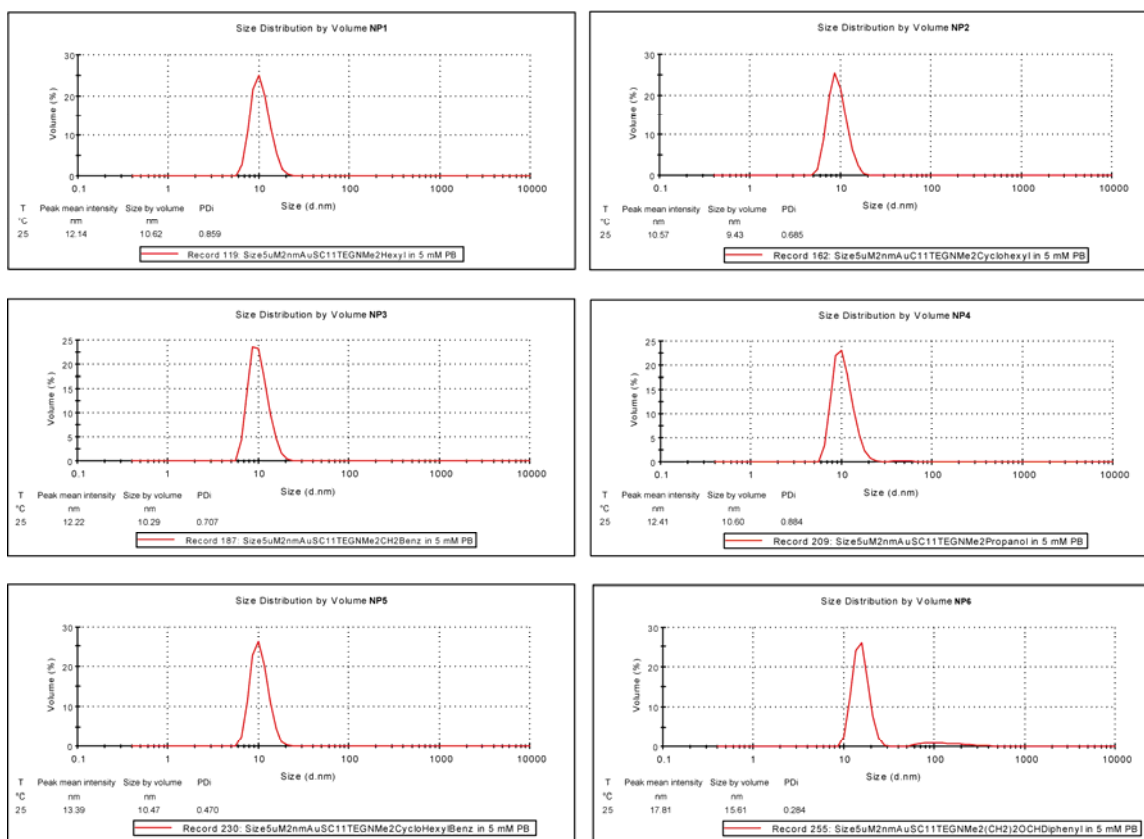 Size Distribution by Volume NP1
Volume (%)
30
20
10
0
0.1 1 10 100 1000 10000
Size (d.nm)
T Peak mean intensity Size by volume PDi
°C nm nm
25 12.14 10.62 0.859
Record 119: Size5uM2nmAuSC11TEGNMe2Hexyl in 5 mM PB
Size Distribution by Volume NP2
Volume (%)
30
20
10
0
0.1 1 10 100 1000 10000
Size (d.nm)
T Peak mean intensity Size by volume PDi
°C nm nm
25 10.57 9.43 0.685
Record 162: Size5uM2nmAuC11TEGNMe2Cyclohexyl in 5 mM PB
Size Distribution by Volume NP3
Volume (%)
25
20
15
10
5
0
0.1 1 10 100 1000 10000
Size (d.nm)
T Peak mean intensity Size by volume PDi
°C nm nm
25 12.22 10.29 0.707
Record 187: Size5uM2nmAuSC11TEGNMe2CH2Benz in 5 mM PB
Size Distribution by Volume NP4
Volume (%)
25
20
15
10
5
0
0.1 1 10 100 1000 10000
Size (d.nm)
T Peak mean intensity Size by volume PDi
°C nm nm
25 12.41 10.60 0.884
Record 209: Size5uM2nmAuSC11TEGNMe2Propanol in 5 mM PB
Size Distribution by Volume NP5
Volume (%)
30
20
10
0
0.1 1 10 100 1000 10000
Size (d.nm)
T Peak mean intensity Size by volume PDi
°C nm nm
25 13.39 10.47 0.470
Record 230: Size5uM2nmAuSC11TEGNMe2CycloHexylBenz in 5 mM PB
Size Distribution by Volume NP6
Volume (%)
30
20
10
0
0.1 1 10 100 1000 10000
Size (d.nm)
T Peak mean intensity Size by volume PDi
°C nm nm
25 17.81 15.61 0.284
Record 255: Size5uM2nmAuSC11TEGNMe2(CH2)2OCHDiphenyl in 5 mM PB